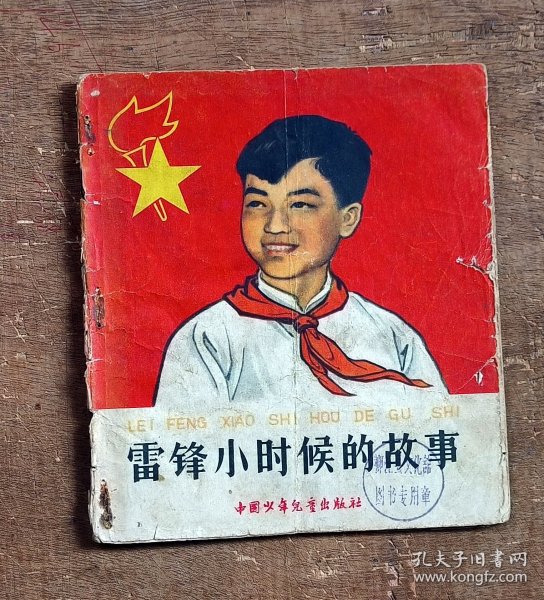 LEI FENG XIAO SHI HOU DE GU SHI
雷锋小时候的故事
中国少年儿童出版社
图书专用章
孔夫子旧书网
www.kongfz.com